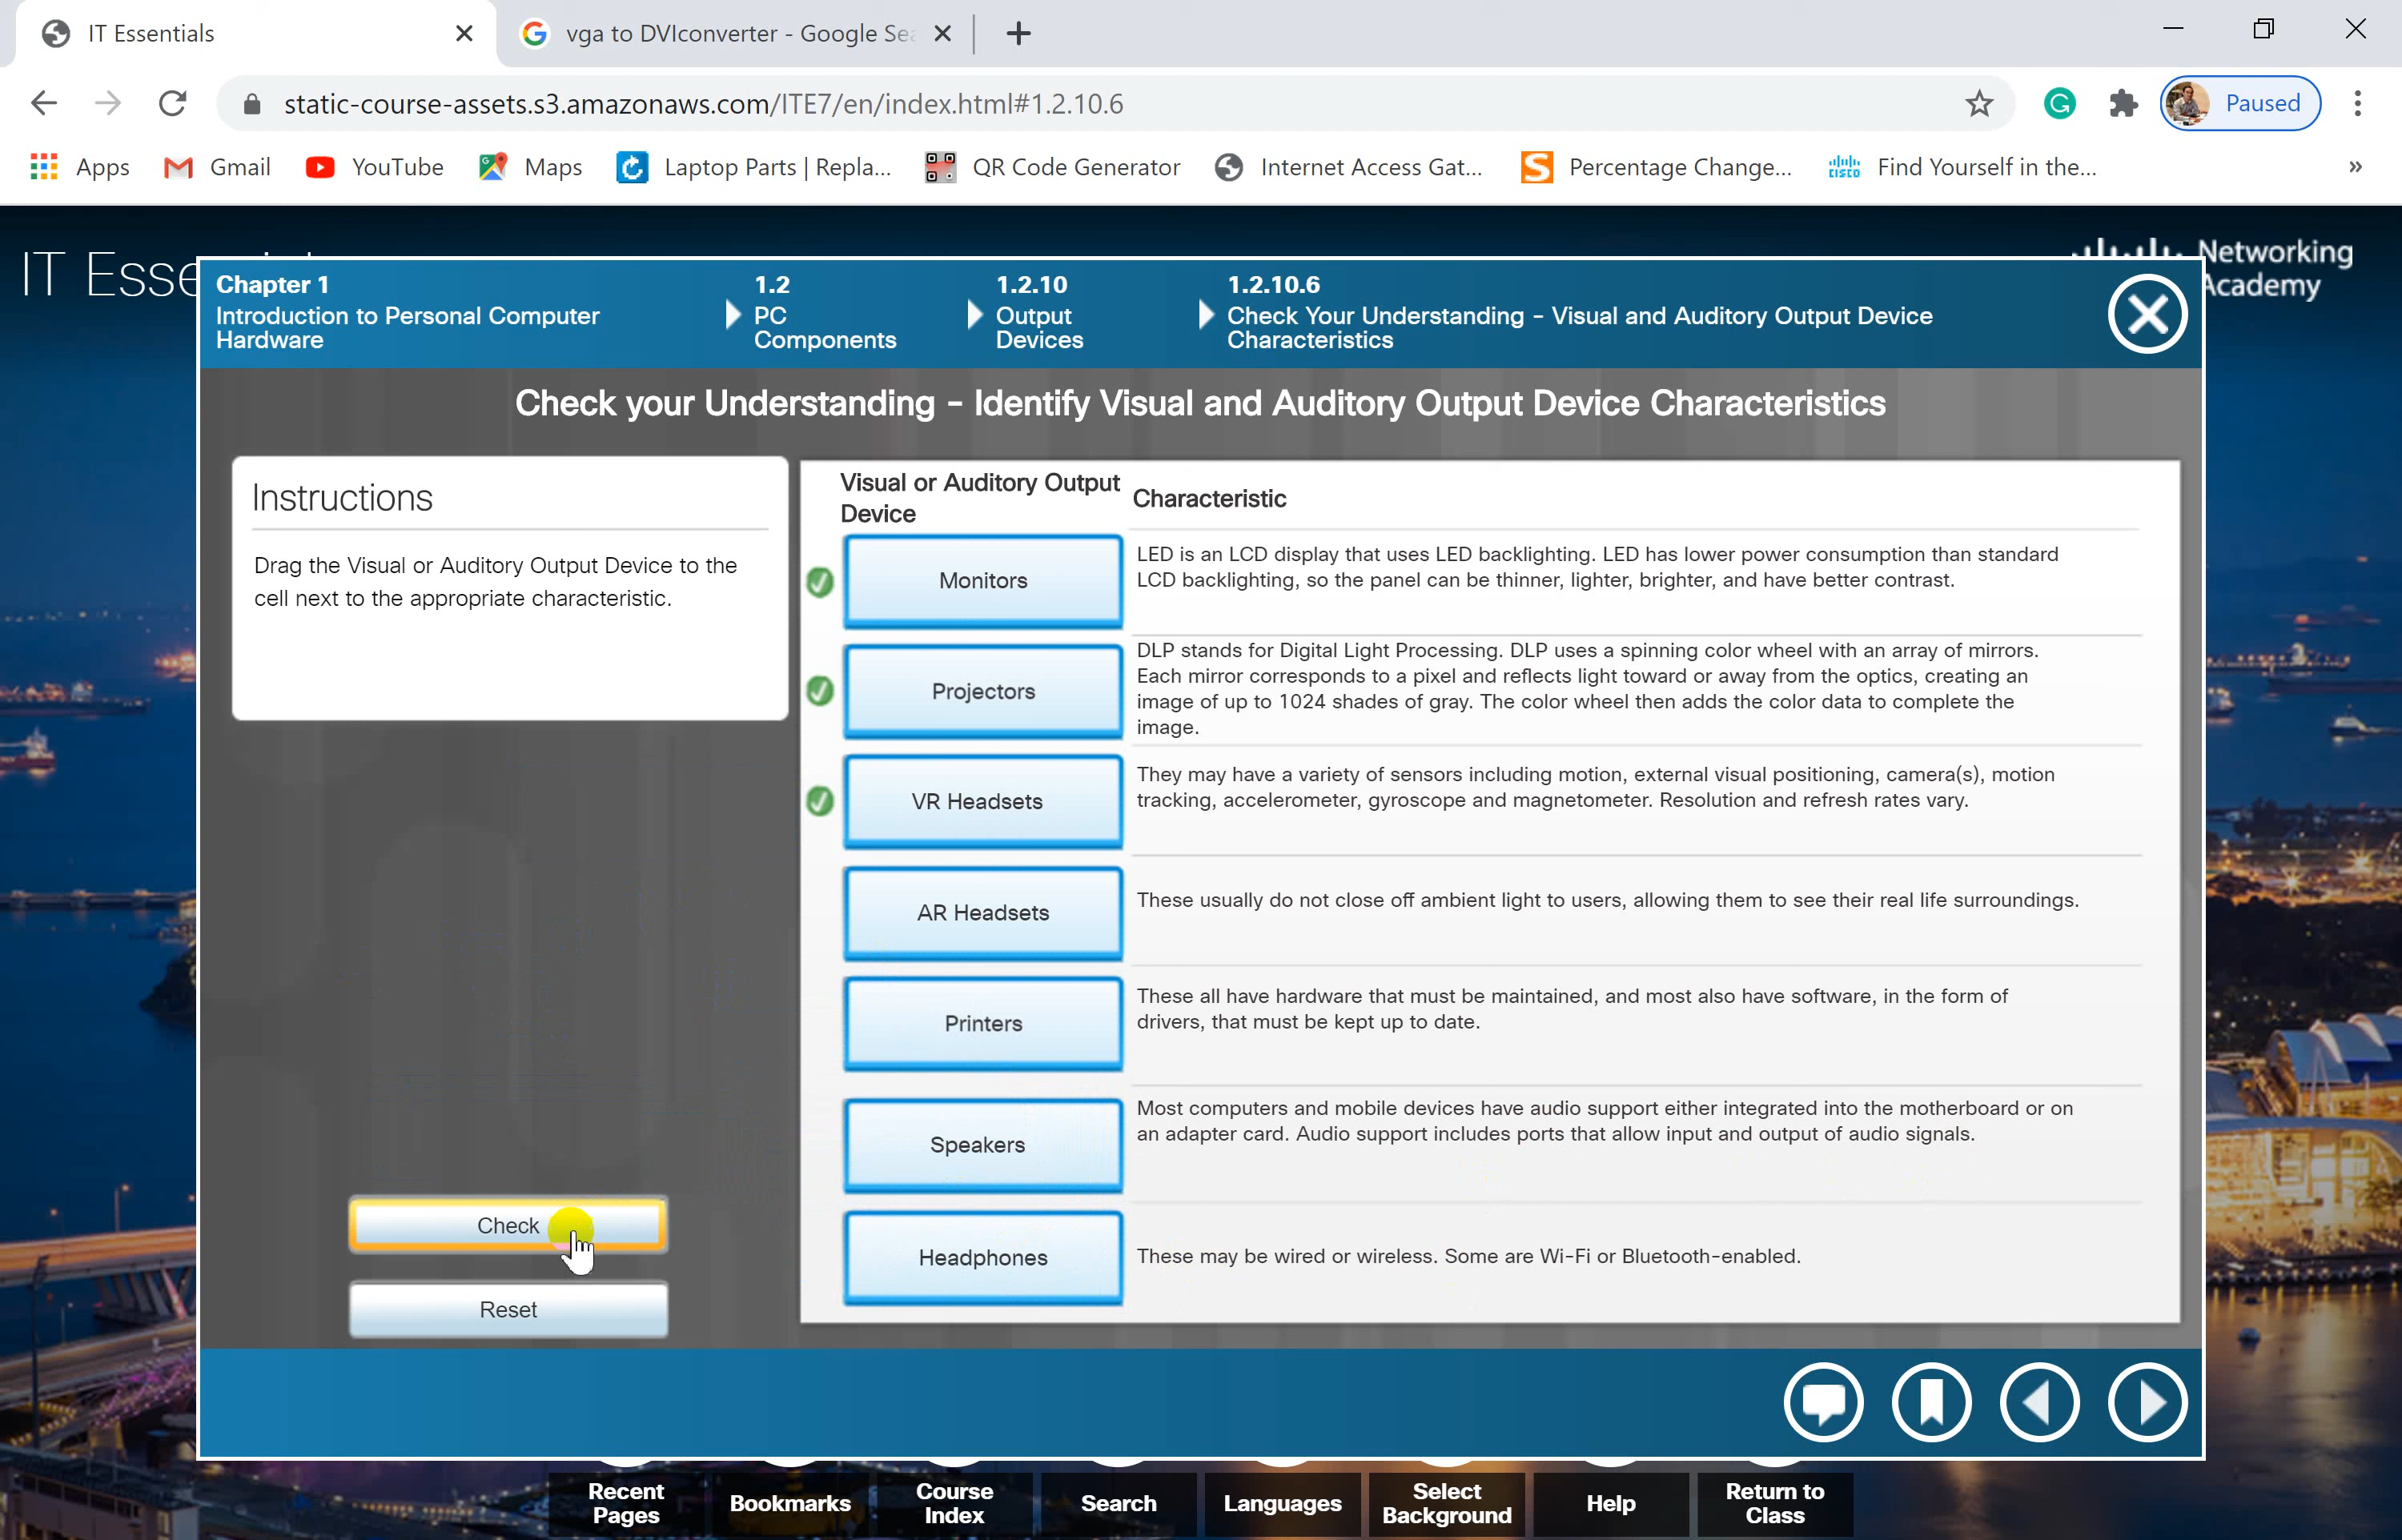 IT Essentials
vga to DVIconverter - Google Sea
static-course-assets.s3.amazonaws.com/ITE7/en/index.html#1.2.10.6
Paused
Apps
Gmail
YouTube
Maps
Laptop Parts | Repla...
QR Code Generator
Internet Access Gat...
Percentage Change...
Find Yourself in the...
»
IT Esse
Networking
Academy
Chapter 1
Introduction to Personal Computer
Hardware
1.2
PC
Components
1.2.10
Output
Devices
1.2.10.6
Check Your Understanding - Visual and Auditory Output Device
Characteristics
Check your Understanding - Identify Visual and Auditory Output Device Characteristics
Instructions
Drag the Visual or Auditory Output Device to the
cell next to the appropriate characteristic.
Visual or Auditory Output
Device
Characteristic
Monitors
LED is an LCD display that uses LED backlighting. LED has lower power consumption than standard
LCD backlighting, so the panel can be thinner, lighter, brighter, and have better contrast.
Projectors
DLP stands for Digital Light Processing. DLP uses a spinning color wheel with an array of mirrors.
Each mirror corresponds to a pixel and reflects light toward or away from the optics, creating an
image of up to 1024 shades of gray. The color wheel then adds the color data to complete the
image.
VR Headsets
They may have a variety of sensors including motion, external visual positioning, camera(s), motion
tracking, accelerometer, gyroscope and magnetometer. Resolution and refresh rates vary.
AR Headsets
These usually do not close off ambient light to users, allowing them to see their real life surroundings.
Printers
These all have hardware that must be maintained, and most also have software, in the form of
drivers, that must be kept up to date.
Speakers
Most computers and mobile devices have audio support either integrated into the motherboard or on
an adapter card. Audio support includes ports that allow input and output of audio signals.
Headphones
These may be wired or wireless. Some are Wi-Fi or Bluetooth-enabled.
Check
Reset
Recent
Pages
Bookmarks
Course
Index
Search
Languages
Select
Background
Help
Return to
Class